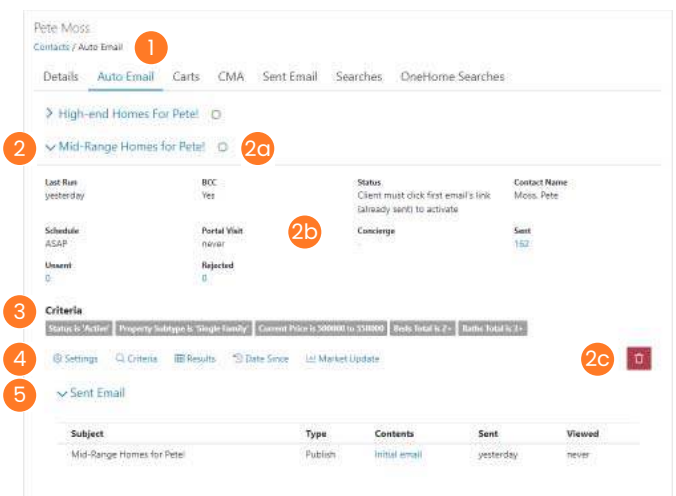 Pete Moss
Contacts / Auto Email
1
Details Auto Email Carts CMA Sent Email Searches OneHome Searches
High-end Homes For Pete!
2 Mid-Range Homes for Pete! 2a
Last Run BCC Status Contact Name
yesterday Yes Client must click first email's link Moss, Pete
(already sent) to activate
Schedule Portal Visit 2b Concierge Sent
ASAP never - 162
Unsent Rejected
0 0
3 Criteria
Status is 'Active' Property Subtype is 'Single Family' Current Price is 500000 to 550000 Beds Total is 2+ Baths Total is 2+
4 Settings Criteria Results Date Since Market Update 2c
5 Sent Email
Subject Type Contents Sent Viewed
Mid-Range Homes for Pete! Publish Initial email yesterday never